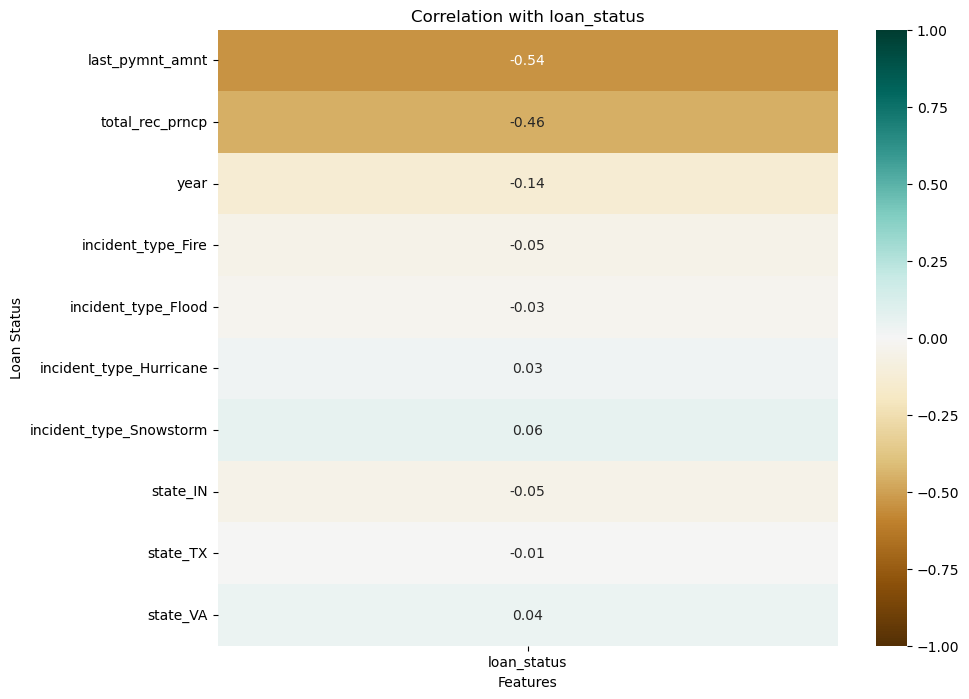 Correlation with loan_status
Loan Status
last_pymnt_amnt -0.54
total_rec_prncp -0.46
year -0.14
incident_type_Fire -0.05
incident_type_Flood -0.03
incident_type_Hurricane 0.03
incident_type_Snowstorm 0.06
state_IN -0.05
state_TX -0.01
state_VA 0.04
loan_status
Features
1.00
0.75
0.50
0.25
0.00
−0.25
−0.50
−0.75
−1.00